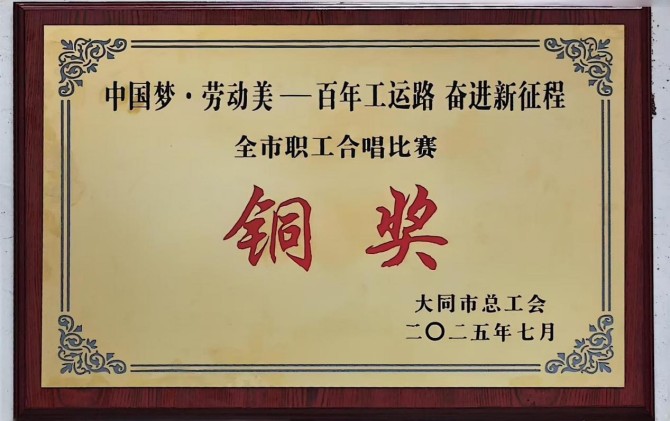 中国梦·劳动美——百年工运路 奋进新征程
全市职工合唱比赛
铜奖
大同市总工会
二〇二五年七月